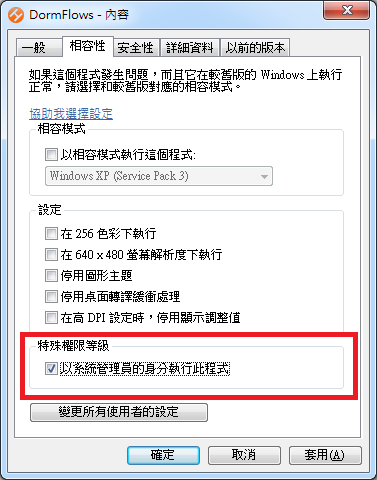 DormFlows - 內容
一般
相容性
安全性
詳細資料
以前的版本
如果這個程式發生問題，而且它在較舊版的 Windows 上執行
正常，請選擇和較舊版對應的相容模式。
協助我選擇設定
相容模式
以相容模式執行這個程式:
Windows XP (Service Pack 3)
設定
在 256 色彩下執行
在 640 x 480 螢幕解析度下執行
停用圖形主題
停用桌面轉譯緩衝處理
在高 DPI 設定時，停用顯示調整值
特殊權限等級
以系統管理員的身分執行此程式
變更所有使用者的設定
確定
取消
套用(A)